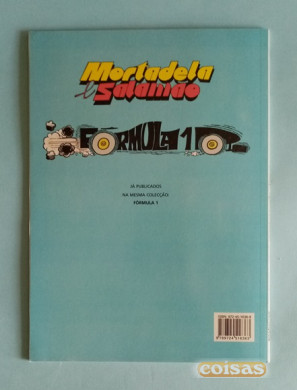 Mortadela
& Salamão
FÓRMULA 1
JÁ PUBLICADOS
NA MESMA COLECÇÃO:
FÓRMULA 1
coisas